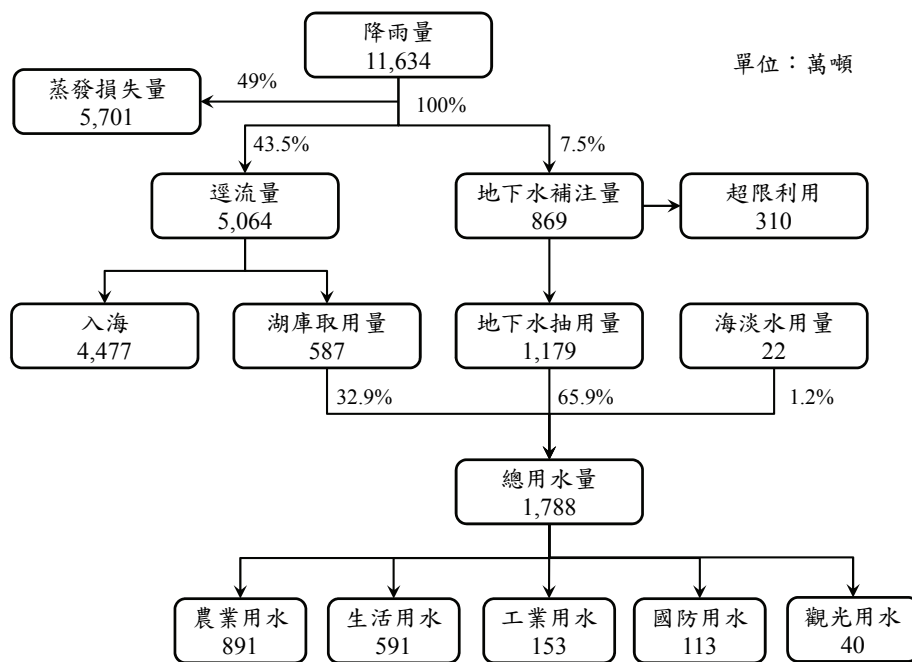 降雨量
11,634
單位：萬噸
49%
蒸發損失量
5,701
100%
43.5%
7.5%
逕流量
5,064
地下水補注量
869
超限利用
310
入海
4,477
湖庫取用量
587
地下水抽用量
1,179
海淡水用量
22
32.9%
65.9%
1.2%
總用水量
1,788
農業用水
891
生活用水
591
工業用水
153
國防用水
113
觀光用水
40